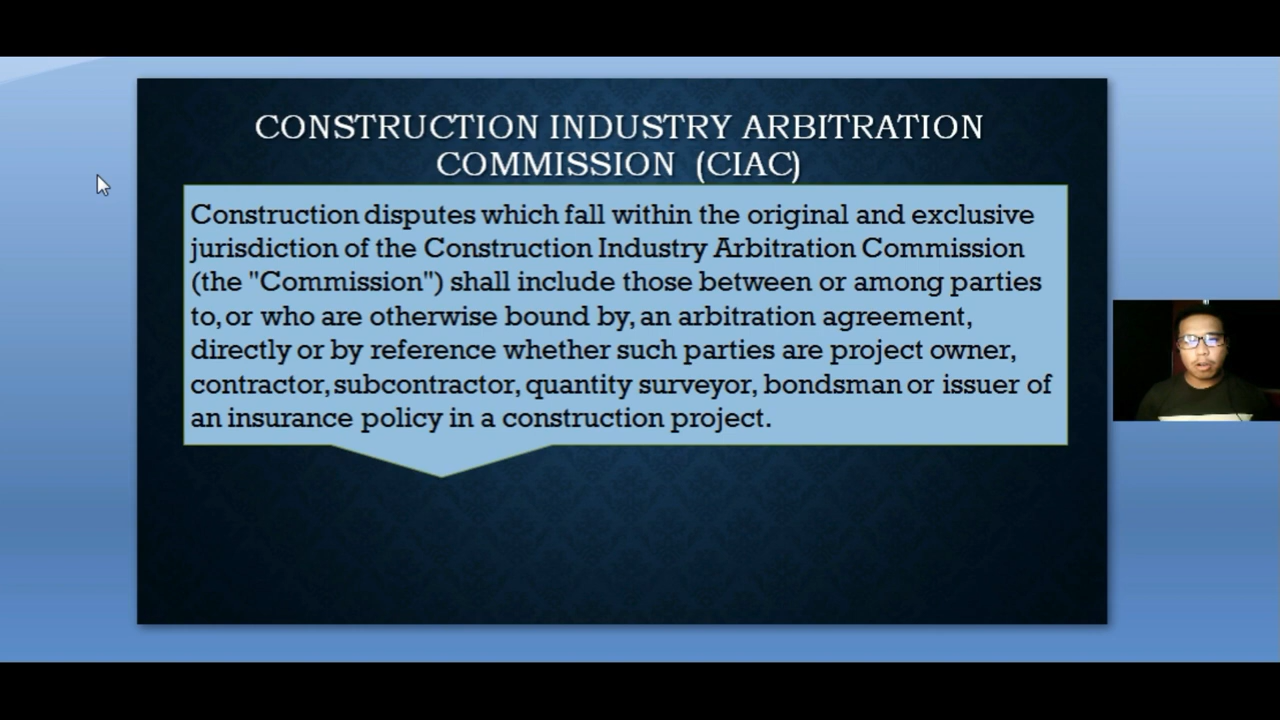 CONSTRUCTION INDUSTRY ARBITRATION
COMMISSION (CIAC)
Construction disputes which fall within the original and exclusive
jurisdiction of the Construction Industry Arbitration Commission
(the "Commission") shall include those between or among parties
to, or who are otherwise bound by, an arbitration agreement,
directly or by reference whether such parties are project owner,
contractor, subcontractor, quantity surveyor, bondsman or issuer of
an insurance policy in a construction project.